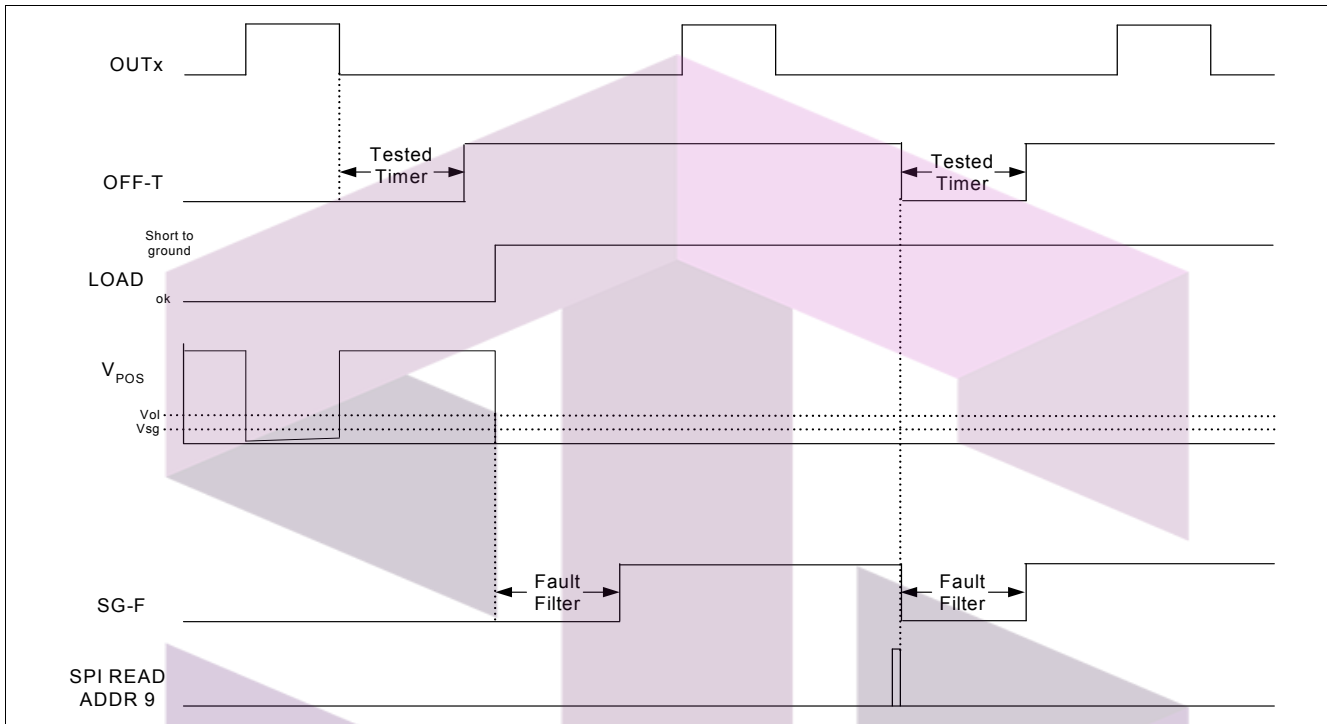 OUTx
Tested
Timer
Tested
Timer
OFF-T
Short to
ground
LOAD
ok
VPOS
Vol
Vsg
Fault
Filter
Fault
Filter
SG-F
SPI READ
ADDR 9